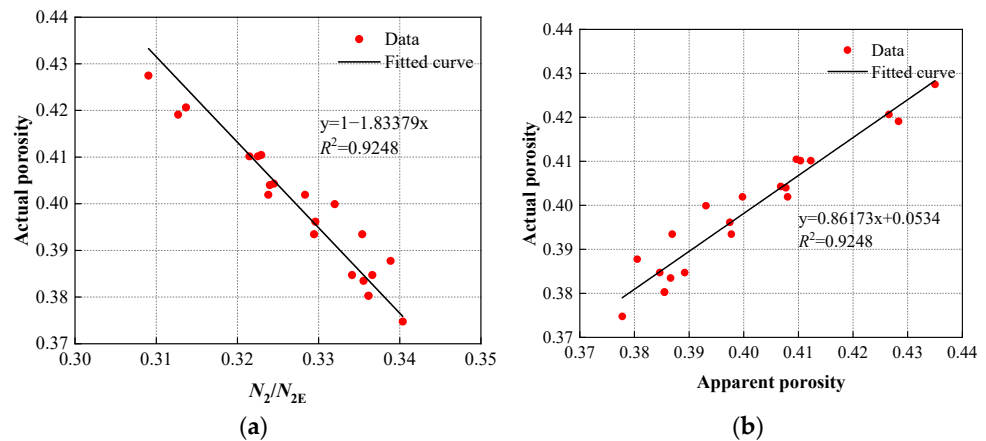 0.44
0.43
0.42
0.41
0.40
0.39
0.38
0.37
Actual porosity
0.30 0.31 0.32 0.33 0.34 0.35
N₂/N₂E
Data
Fitted curve
y=1−1.83379x
R²=0.9248
(a)
0.44
0.43
0.42
0.41
0.40
0.39
0.38
0.37
Actual porosity
0.37 0.38 0.39 0.40 0.41 0.42 0.43 0.44
Apparent porosity
Data
Fitted curve
y=0.86173x+0.0534
R²=0.9248
(b)